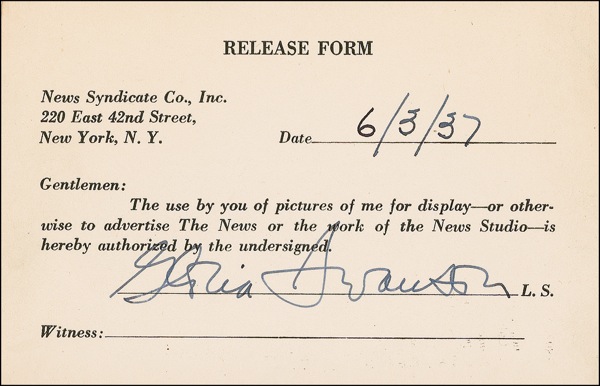 RELEASE FORM
News Syndicate Co., Inc.
220 East 42nd Street,
New York, N. Y.
Date 6/3/37
Gentlemen:
The use by you of pictures of me for display—or other-
wise to advertise The News or the work of the News Studio—is
hereby authorized by the undersigned.
Gloria Swanson L. S.
Witness: